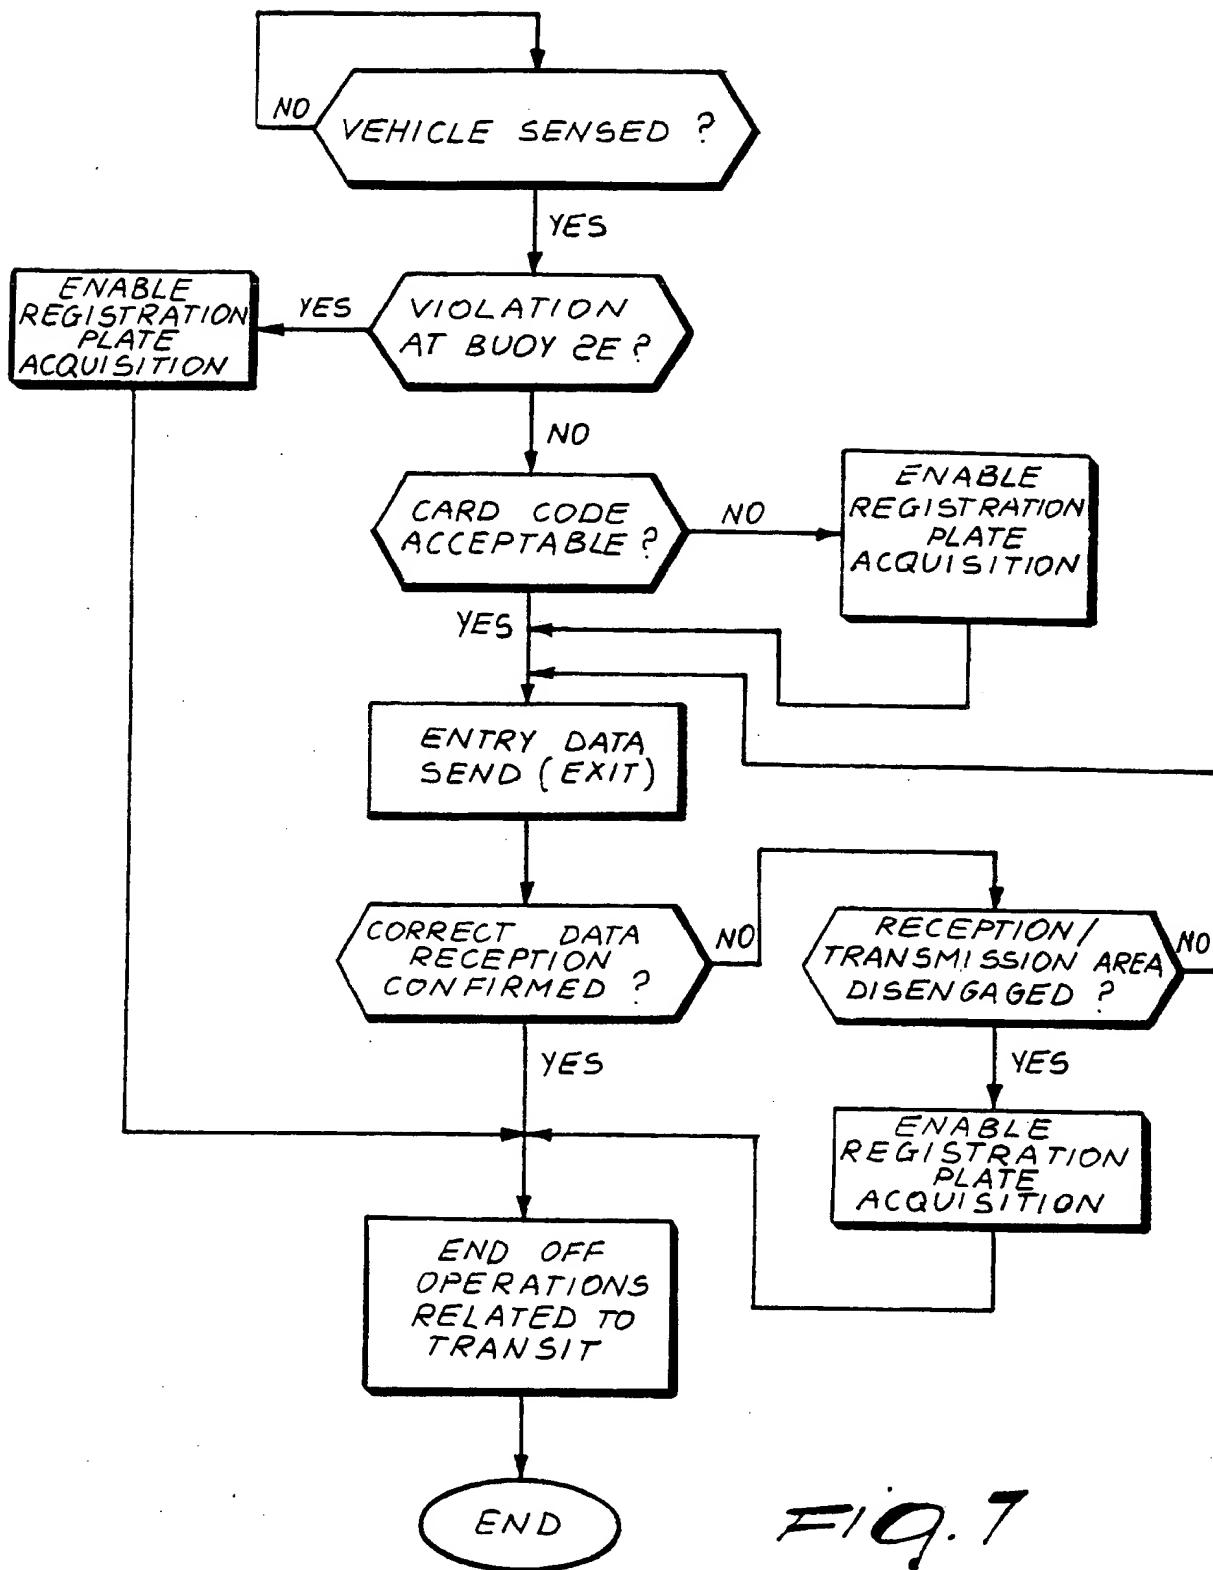 NO
VEHICLE SENSED ?
YES
ENABLE
REGISTRATION
PLATE
ACQUISITION
YES
VIOLATION
AT BUOY 2E ?
NO
CARD CODE
ACCEPTABLE ?
NO
ENABLE
REGISTRATION
PLATE
ACQUISITION
YES
ENTRY DATA
SEND (EXIT)
CORRECT DATA
RECEPTION
CONFIRMED ?
NO
RECEPTION/
TRANSMISSION AREA
DISENGAGED ?
NO
YES
YES
ENABLE
REGISTRATION
PLATE
ACQUISITION
END OFF
OPERATIONS
RELATED TO
TRANSIT
END
FIG. 7